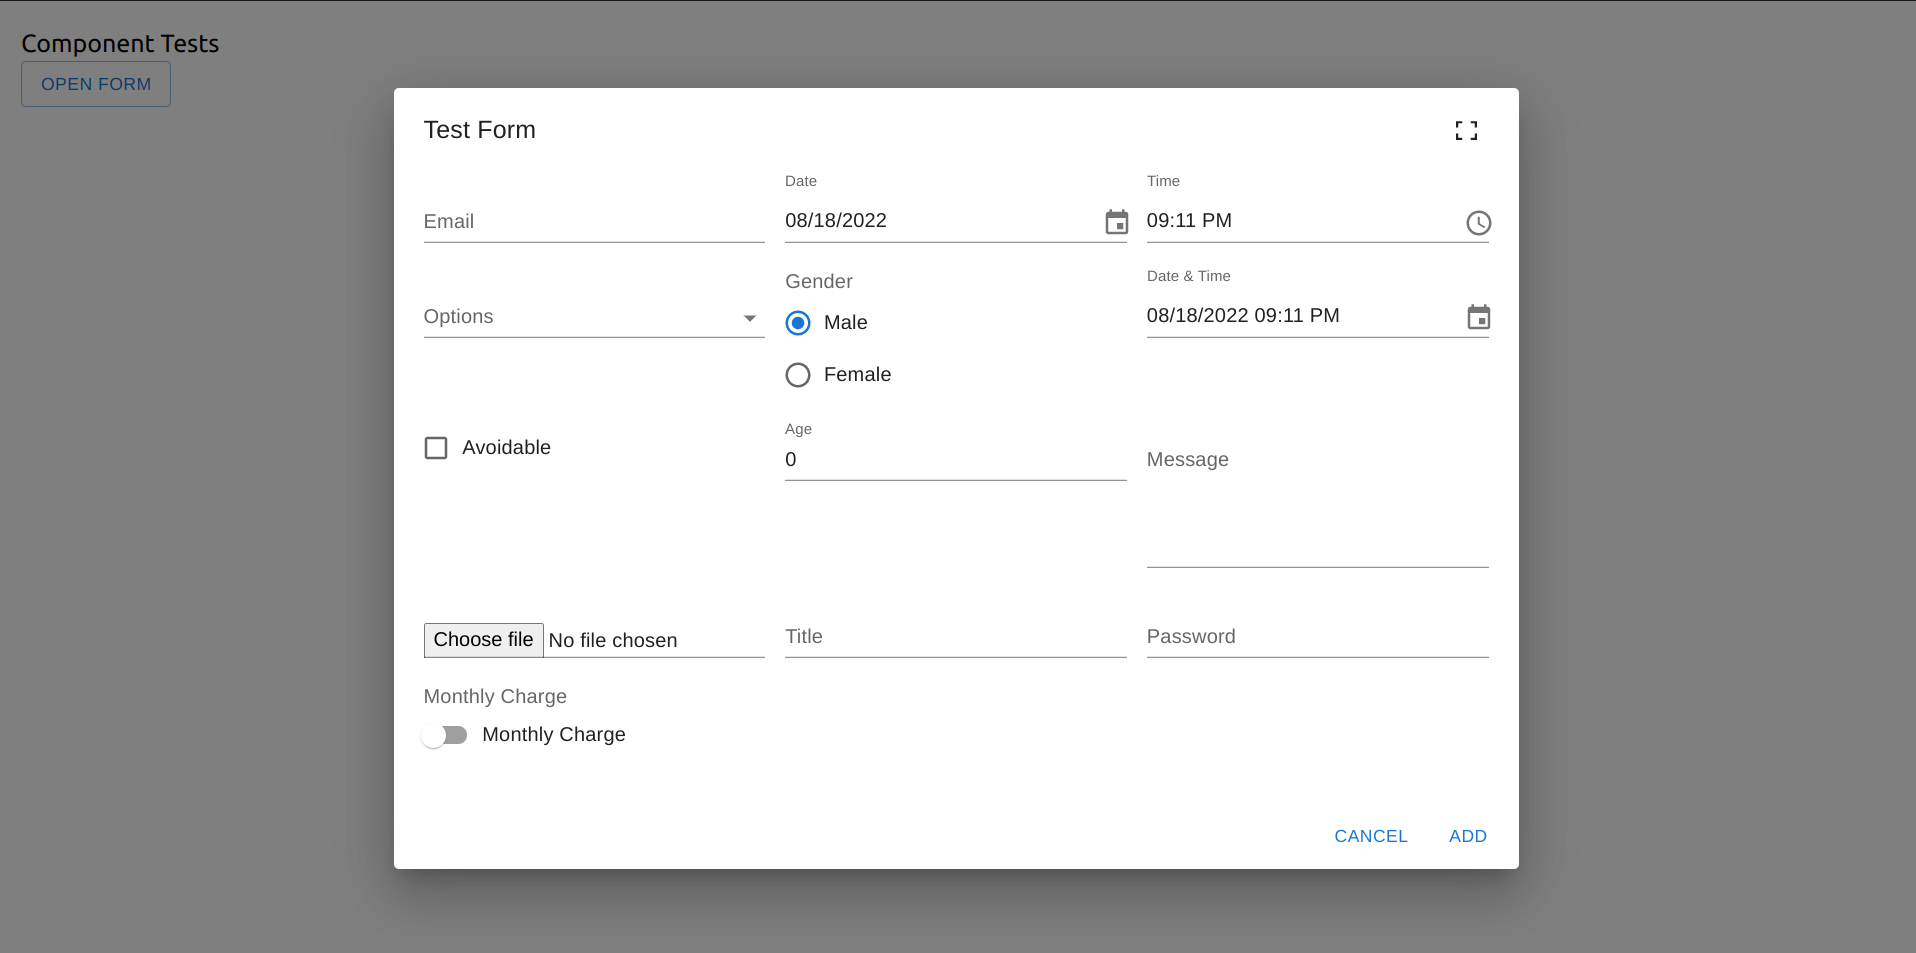 Component Tests
OPEN FORM
Test Form
Date
Time
Email
08/18/2022
09:11 PM
Gender
Date & Time
Options
Male
08/18/2022 09:11 PM
Female
Age
Avoidable
0
Message
Choose file No file chosen
Title
Password
Monthly Charge
Monthly Charge
CANCEL
ADD